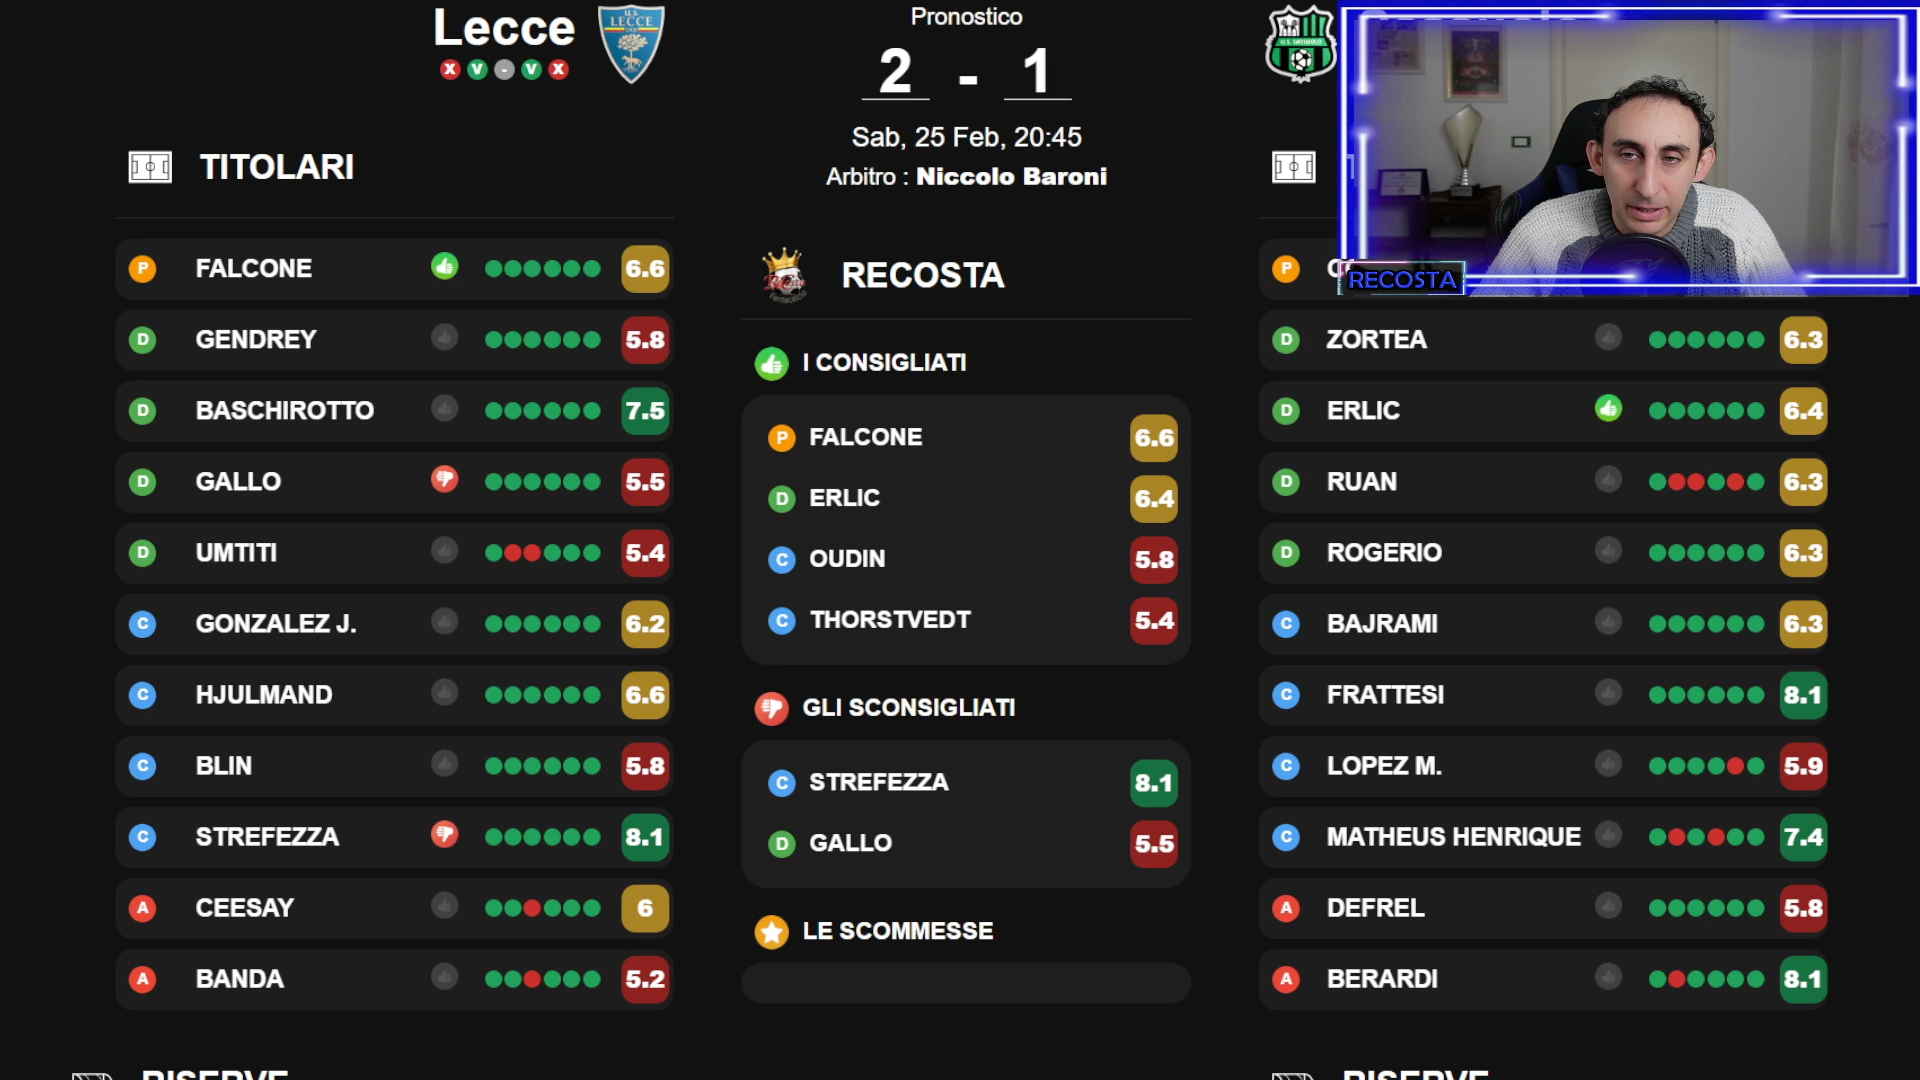 Lecce
X V - V X
U.S. LECCE
Pronostico
2 - 1
Sab, 25 Feb, 20:45
Arbitro : Niccolo Baroni
TITOLARI
P FALCONE 6.6
D GENDREY 5.8
D BASCHIROTTO 7.5
D GALLO 5.5
D UMTITI 5.4
C GONZALEZ J. 6.2
C HJULMAND 6.6
C BLIN 5.8
C STREFEZZA 8.1
A CEESAY 6
A BANDA 5.2
RISERVE
RECOSTA
I CONSIGLIATI
P FALCONE 6.6
D ERLIC 6.4
C OUDIN 5.8
C THORSTVEDT 5.4
GLI SCONSIGLIATI
C STREFEZZA 8.1
D GALLO 5.5
LE SCOMMESSE
RECOSTA
P
D ZORTEA 6.3
D ERLIC 6.4
D RUAN 6.3
D ROGERIO 6.3
C BAJRAMI 6.3
C FRATTESI 8.1
C LOPEZ M. 5.9
C MATHEUS HENRIQUE 7.4
A DEFREL 5.8
A BERARDI 8.1
RISERVE